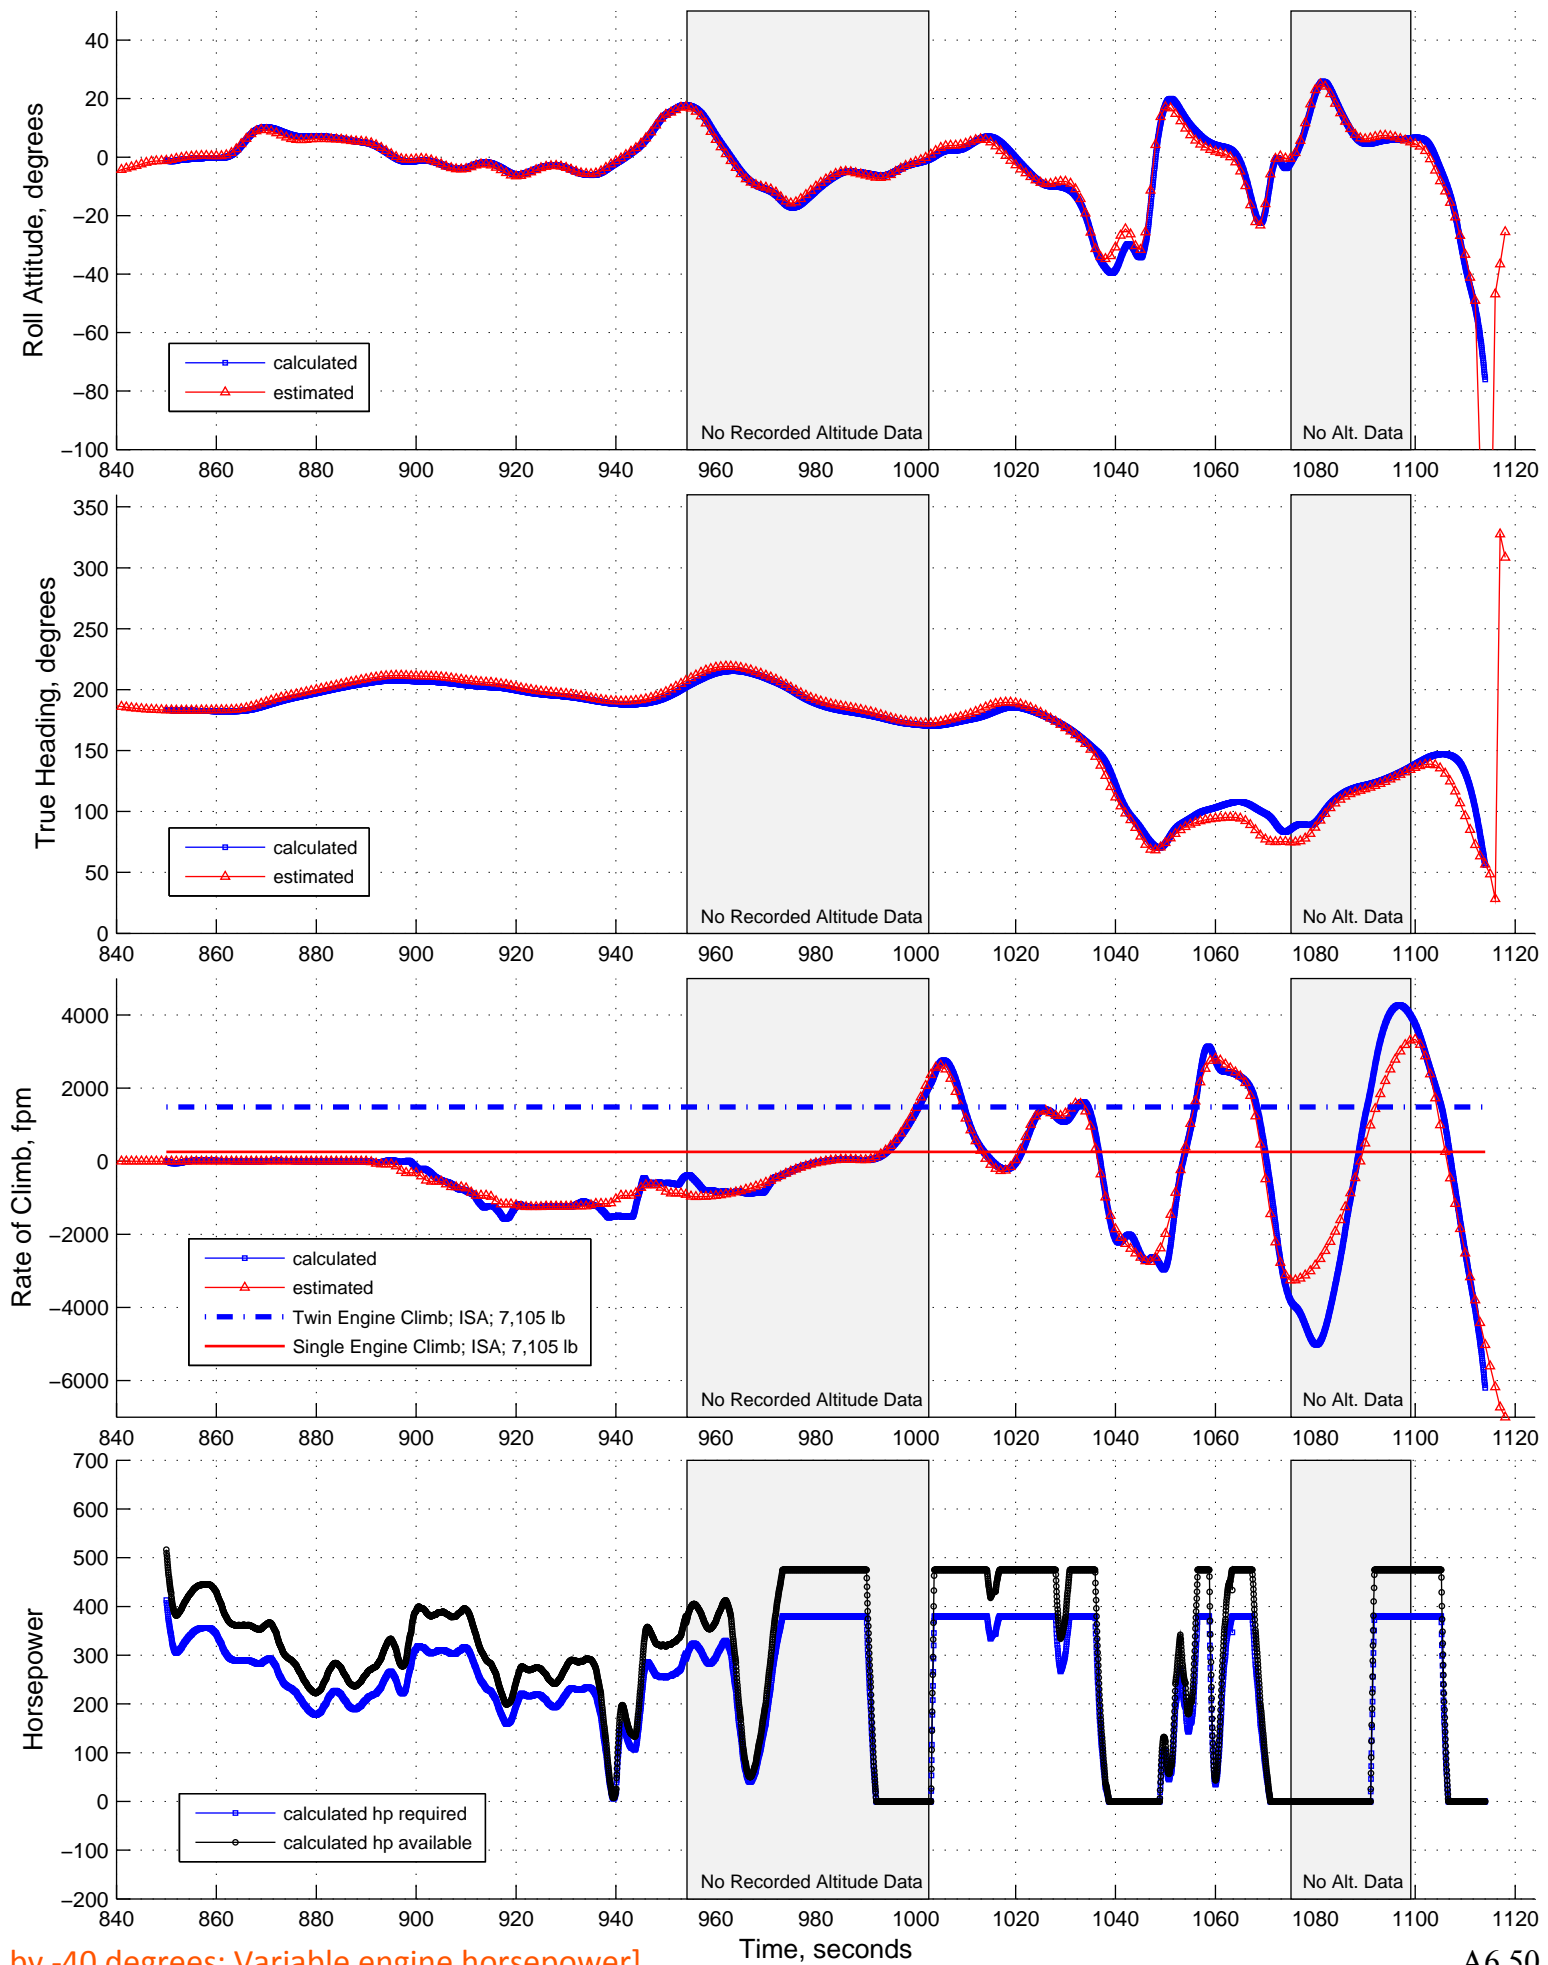 40
20
0
−20
−40
−60
−80
−100
Roll Attitude, degrees
calculated
estimated
No Recorded Altitude Data
No Alt. Data
840 860 880 900 920 940 960 980 1000 1020 1040 1060 1080 1100 1120
350
300
250
200
150
100
50
0
True Heading, degrees
calculated
estimated
No Recorded Altitude Data
No Alt. Data
840 860 880 900 920 940 960 980 1000 1020 1040 1060 1080 1100 1120
4000
2000
0
−2000
−4000
−6000
Rate of Climb, fpm
calculated
estimated
Twin Engine Climb; ISA; 7,105 lb
Single Engine Climb; ISA; 7,105 lb
No Recorded Altitude Data
No Alt. Data
840 860 880 900 920 940 960 980 1000 1020 1040 1060 1080 1100 1120
700
600
500
400
300
200
100
0
−100
−200
Horsepower
calculated hp required
calculated hp available
No Recorded Altitude Data
No Alt. Data
840 860 880 900 920 940 960 980 1000 1020 1040 1060 1080 1100 1120
Time, seconds
by -40 degrees; Variable engine horsepower]
A6.50